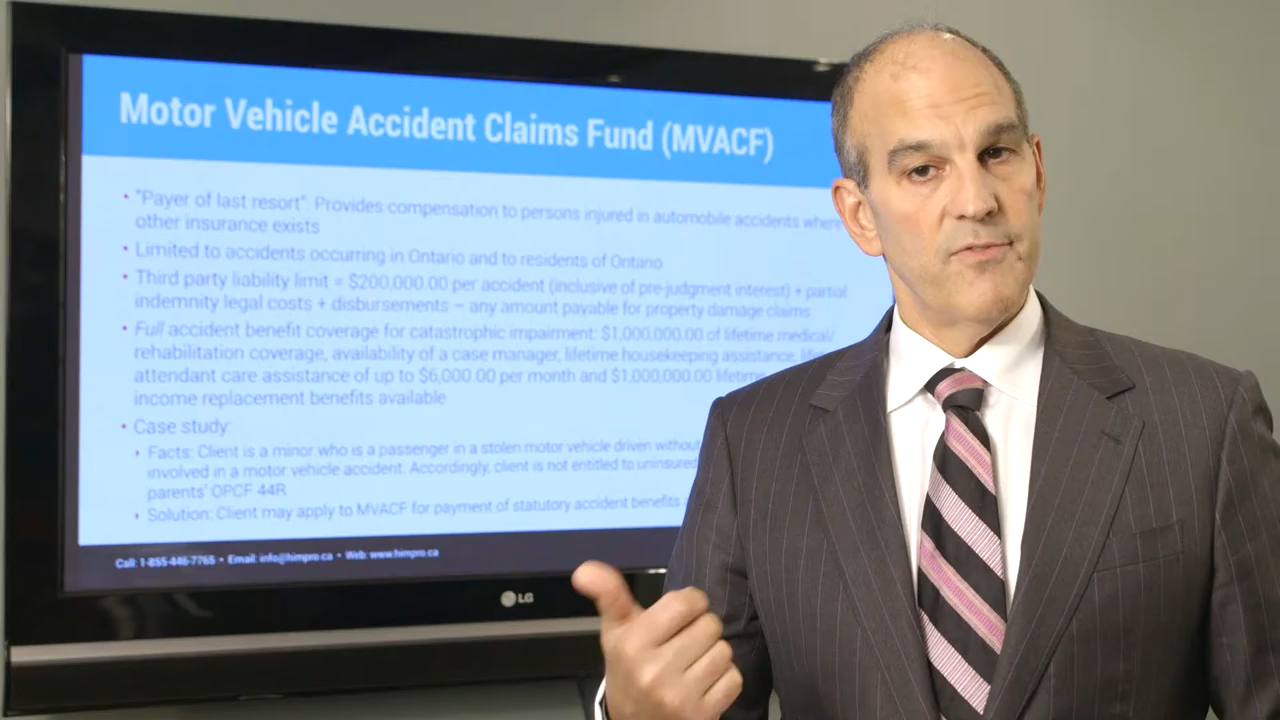 Motor Vehicle Accident Claims Fund (MVACF)
• "Payer of last resort": Provides compensation to persons injured in automobile accidents where
other insurance exists
• Limited to accidents occurring in Ontario and to residents of Ontario
• Third party liability limit = $200,000.00 per accident (inclusive of pre-judgment interest) + partial
indemnity legal costs + disbursements – any amount payable for property damage claims
• Full accident benefit coverage for catastrophic impairment: $1,000,000.00 of lifetime medical/
rehabilitation coverage, availability of a case manager, lifetime housekeeping assistance,
attendant care assistance of up to $6,000.00 per month and $1,000,000.00 lifetime
income replacement benefits available
• Case study:
• Facts: Client is a minor who is a passenger in a stolen motor vehicle driven without
involved in a motor vehicle accident. Accordingly, client is not entitled to uninsured
parents' OPCF 44R
• Solution: Client may apply to MVACF for payment of statutory accident benefits
Call: 1-855-446-7765 • Email: info@himpro.ca • Web: www.himpro.ca
LG